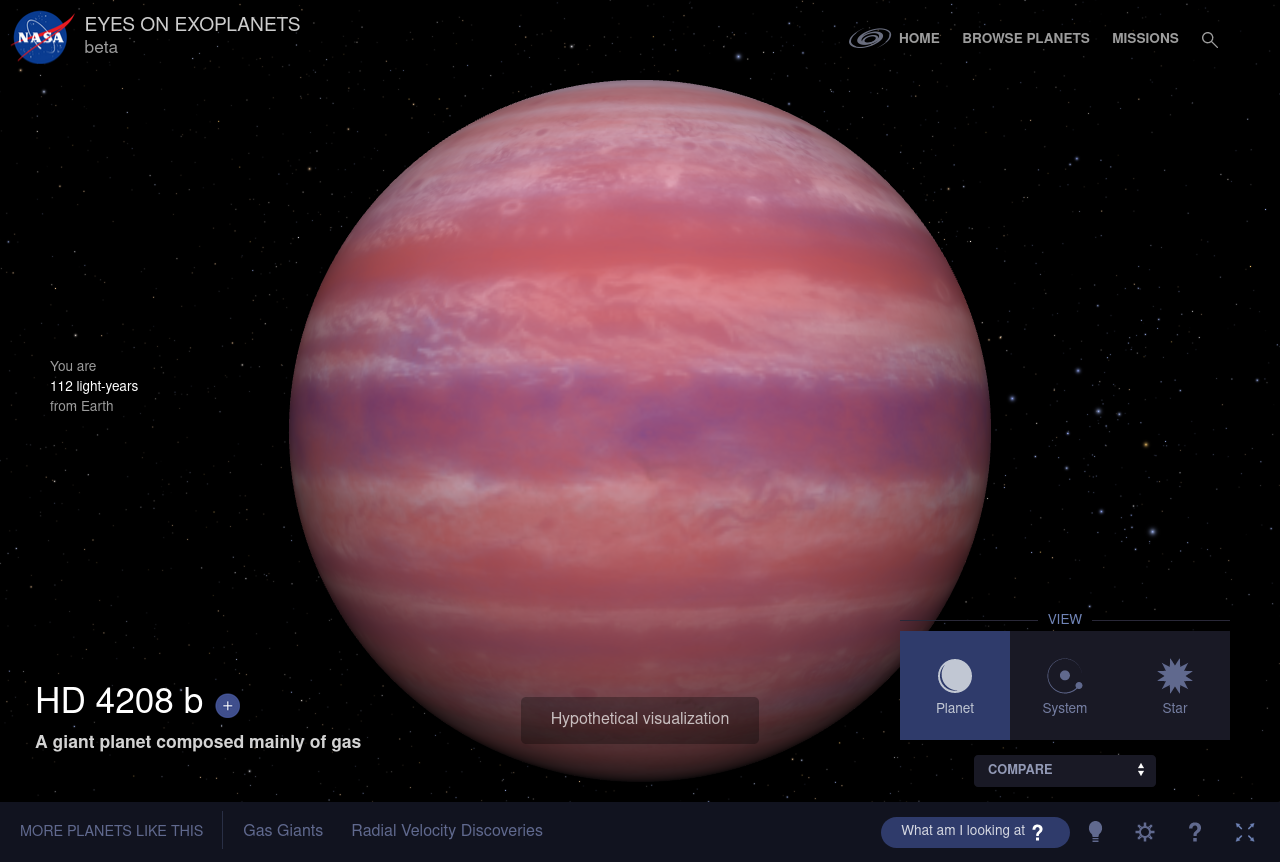 NASA
EYES ON EXOPLANETS
beta
HOME
BROWSE PLANETS
MISSIONS
You are
112 light-years
from Earth
VIEW
Planet
System
Star
HD 4208 b +
A giant planet composed mainly of gas
Hypothetical visualization
COMPARE
MORE PLANETS LIKE THIS
Gas Giants
Radial Velocity Discoveries
What am I looking at ?
?